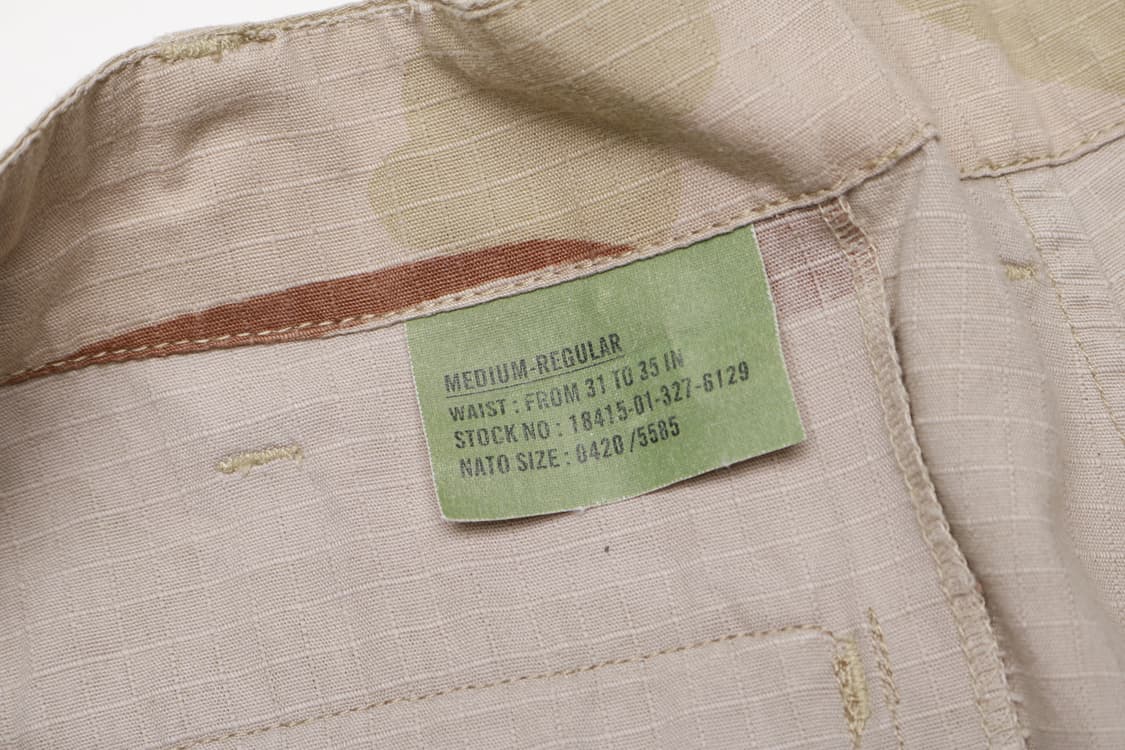 MEDIUM-REGULAR
WAIST : FROM 31 TO 35 IN
STOCK NO : 18415-01-327-6129
NATO SIZE : 0420 /5585